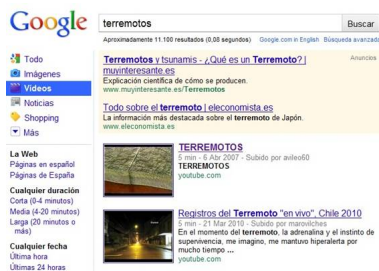 Google
terremotos
Buscar
Aproximadamente 11.100 resultados (0,08 segundos)
Google.com in English
Búsqueda avanzada
Todo
Imágenes
Vídeos
Noticias
Shopping
Más
La Web
Páginas en español
Páginas de España
Cualquier duración
Corta (0-4 minutos)
Media (4-20 minutos)
Larga (20 minutos o
más)
Cualquier fecha
Última hora
Últimas 24 horas
Terremotos y tsunamis - ¿Qué es un Terremoto? |
Anuncios
muyinteresante.es
Explicación científica de cómo se producen.
www.muyinteresante.es/Terremotos
Todo sobre el terremoto | eleconomista.es
La información más destacada sobre el terremoto de Japón.
www.eleconomista.es
TERREMOTOS
5 min - 6 Abr 2007 - Subido por avileo60
TERREMOTOS
youtube.com
Registros del Terremoto "en vivo", Chile 2010
5 min - 21 Mar 2010 - Subido por marovilches
En el momento del terremoto, la adrenalina y el instinto de
supervivencia, me imagino, me mantuvo hiperalerta por
mucho tiempo ...
youtube.com